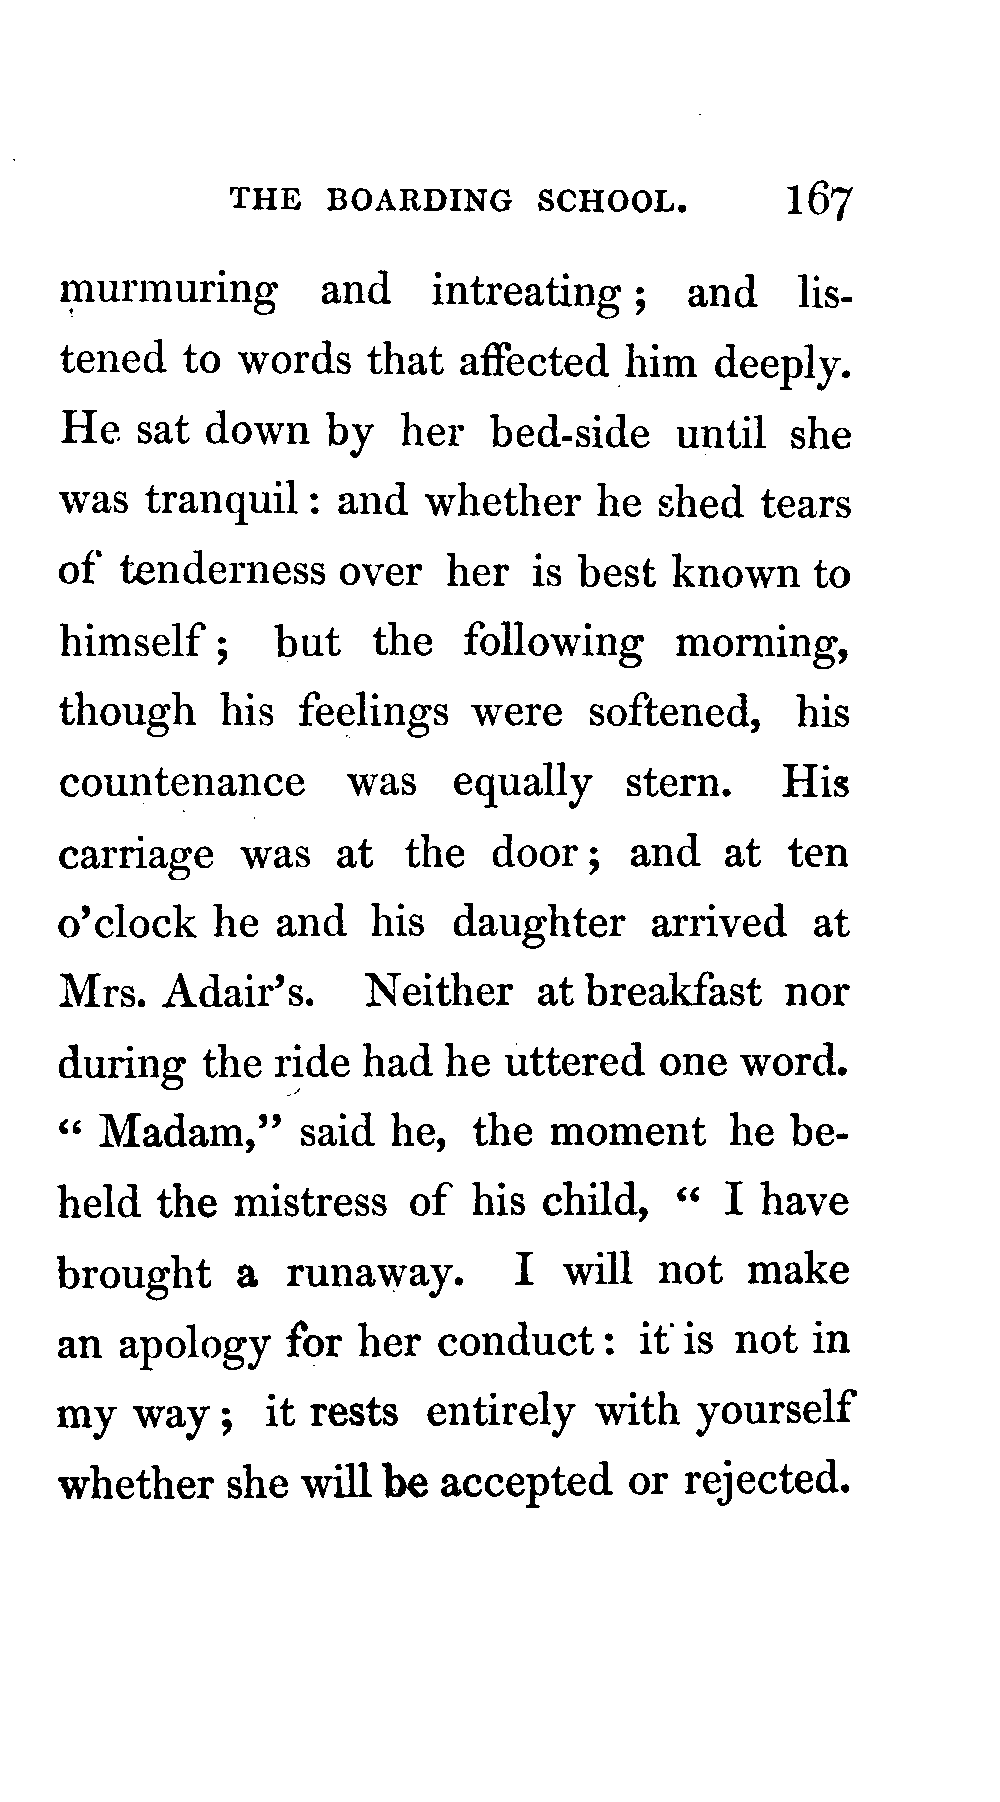 THE BOARDING SCHOOL. 167
murmuring and intreating; and lis-
tened to words that affected him deeply.
He sat down by her bed-side until she
was tranquil: and whether he shed tears
of tenderness over her is best known to
himself; but the following morning,
though his feelings were softened, his
countenance was equally stern. His
carriage was at the door; and at ten
o'clock he and his daughter arrived at
Mrs. Adair's. Neither at breakfast nor
during the ride had he uttered one word.
“ Madam,” said he, the moment he be-
held the mistress of his child, “ I have
brought a runaway. I will not make
an apology for her conduct: it is not in
my way; it rests entirely with yourself
whether she will be accepted or rejected.